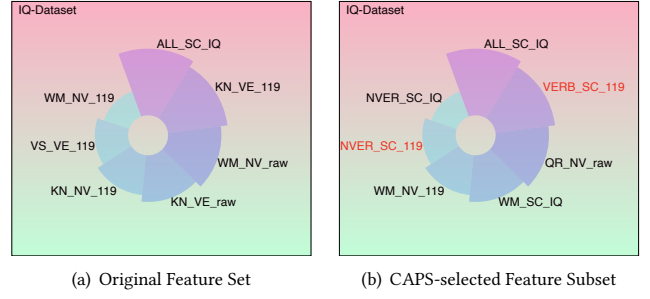 IQ-Dataset
ALL_SC_IQ
KN_VE_119
WM_NV_119
VS_VE_119
WM_NV_raw
KN_NV_119
KN_VE_raw
(a) Original Feature Set
IQ-Dataset
ALL_SC_IQ
VERB_SC_119
NVER_SC_IQ
NVER_SC_119
QR_NV_raw
WM_NV_119
WM_SC_IQ
(b) CAPS-selected Feature Subset